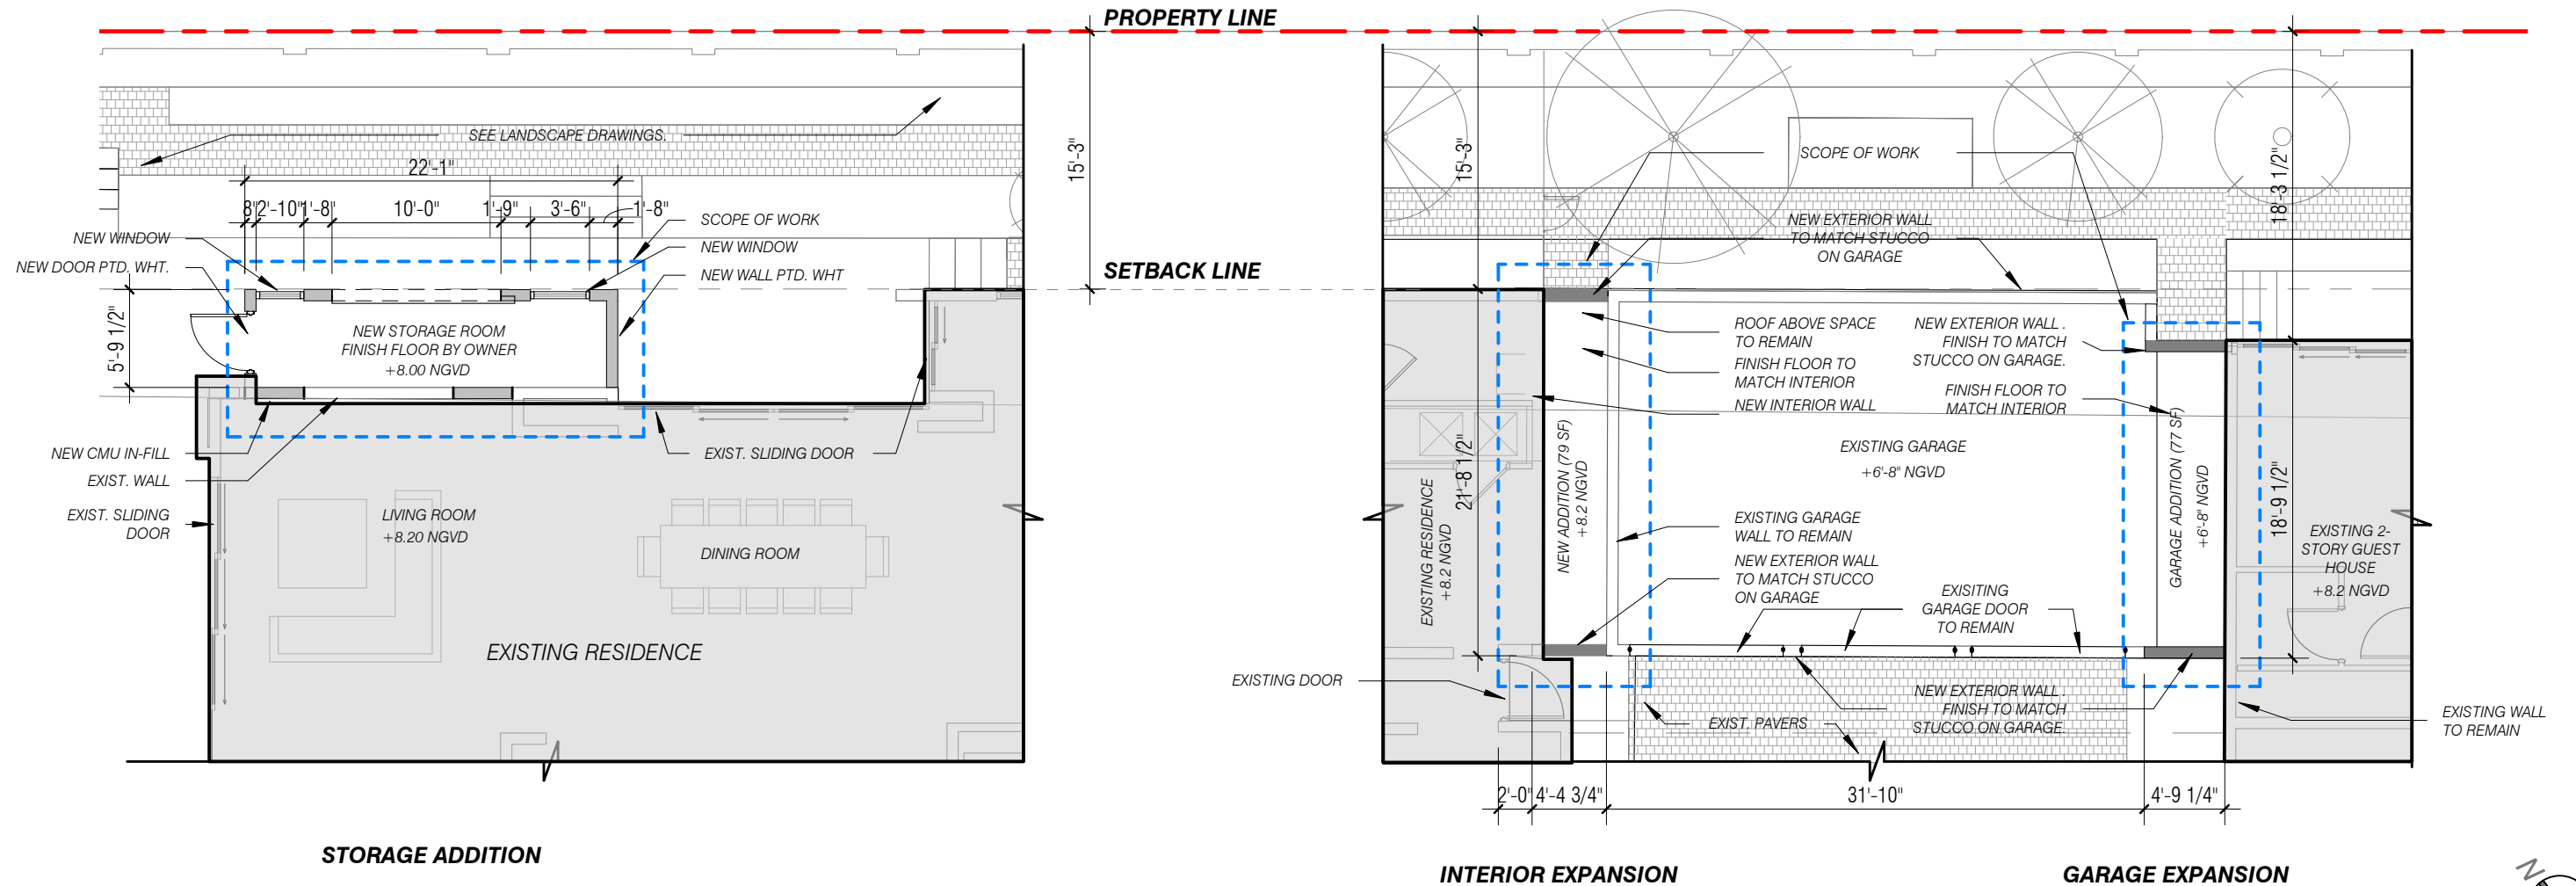 PROPERTY LINE
SEE LANDSCAPE DRAWINGS.
22'-1"
8"
2'-10"
1'-8"
10'-0"
1'-9"
3'-6"
1'-8"
15'-3"
NEW WINDOW
NEW DOOR PTD. WHT.
SCOPE OF WORK
NEW WINDOW
NEW WALL PTD. WHT
SETBACK LINE
5'-9 1/2"
NEW STORAGE ROOM
FINISH FLOOR BY OWNER
+8.00 NGVD
NEW CMU IN-FILL
EXIST. WALL
EXIST. SLIDING
DOOR
EXIST. SLIDING DOOR
LIVING ROOM
+8.20 NGVD
DINING ROOM
EXISTING RESIDENCE
STORAGE ADDITION
15'-3"
SCOPE OF WORK
18'-3 1/2"
NEW EXTERIOR WALL
TO MATCH STUCCO
ON GARAGE
ROOF ABOVE SPACE
TO REMAIN
FINISH FLOOR TO
MATCH INTERIOR
NEW INTERIOR WALL
NEW EXTERIOR WALL .
FINISH TO MATCH
STUCCO ON GARAGE.
FINISH FLOOR TO
MATCH INTERIOR
EXISTING GARAGE
+6'-8" NGVD
21'-8 1/2"
EXISTING RESIDENCE
+8.2 NGVD
NEW ADDITION (79 SF)
+8.2 NGVD
EXISTING GARAGE
WALL TO REMAIN
NEW EXTERIOR WALL
TO MATCH STUCCO
ON GARAGE
EXISITING
GARAGE DOOR
TO REMAIN
GARAGE ADDITION (77 SF)
+6'-8" NGVD
18'-9 1/2"
EXISTING 2-
STORY GUEST
HOUSE
+8.2 NGVD
EXISTING DOOR
EXIST. PAVERS
NEW EXTERIOR WALL .
FINISH TO MATCH
STUCCO ON GARAGE.
EXISTING WALL
TO REMAIN
2'-0"
4'-4 3/4"
31'-10"
4'-9 1/4"
INTERIOR EXPANSION
GARAGE EXPANSION
N